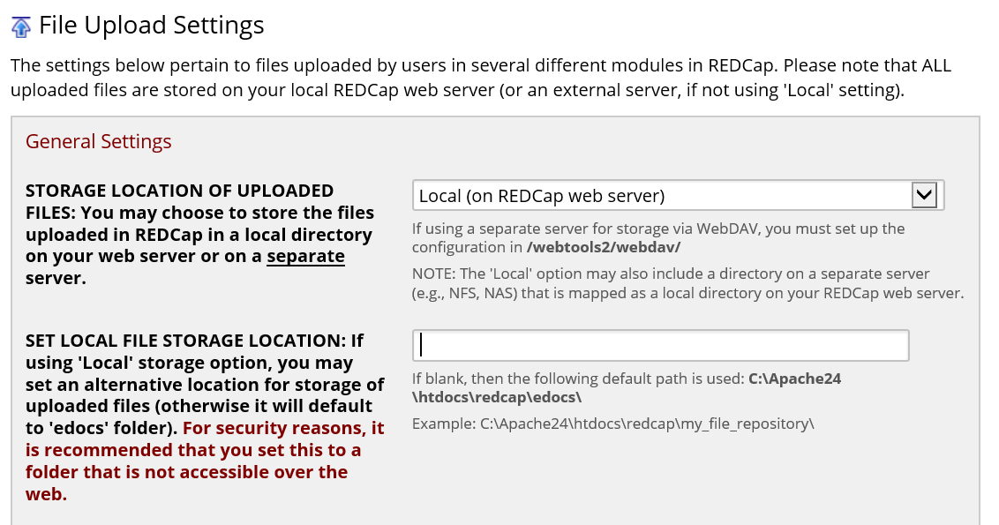 File Upload Settings
The settings below pertain to files uploaded by users in several different modules in REDCap. Please note that ALL
uploaded files are stored on your local REDCap web server (or an external server, if not using 'Local' setting).
General Settings
STORAGE LOCATION OF UPLOADED
FILES: You may choose to store the files
uploaded in REDCap in a local directory
on your web server or on a separate
server.
Local (on REDCap web server)
If using a separate server for storage via WebDAV, you must set up the
configuration in /webtools2/webdav/
NOTE: The 'Local' option may also include a directory on a separate server
(e.g., NFS, NAS) that is mapped as a local directory on your REDCap web server.
SET LOCAL FILE STORAGE LOCATION: If
using 'Local' storage option, you may
set an alternative location for storage of
uploaded files (otherwise it will default
to 'edocs' folder). For security reasons, it
is recommended that you set this to a
folder that is not accessible over the
web.
If blank, then the following default path is used: C:\Apache24
\htdocs\redcap\edocs\
Example: C:\Apache24\htdocs\redcap\my_file_repository\